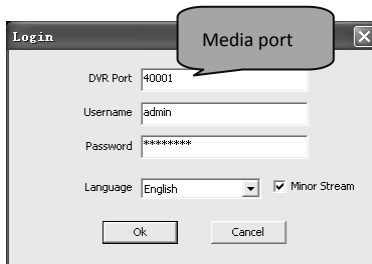 Login
Media port
DVR Port 40001
Username admin
Password ********
Language English Minor Stream
Ok Cancel